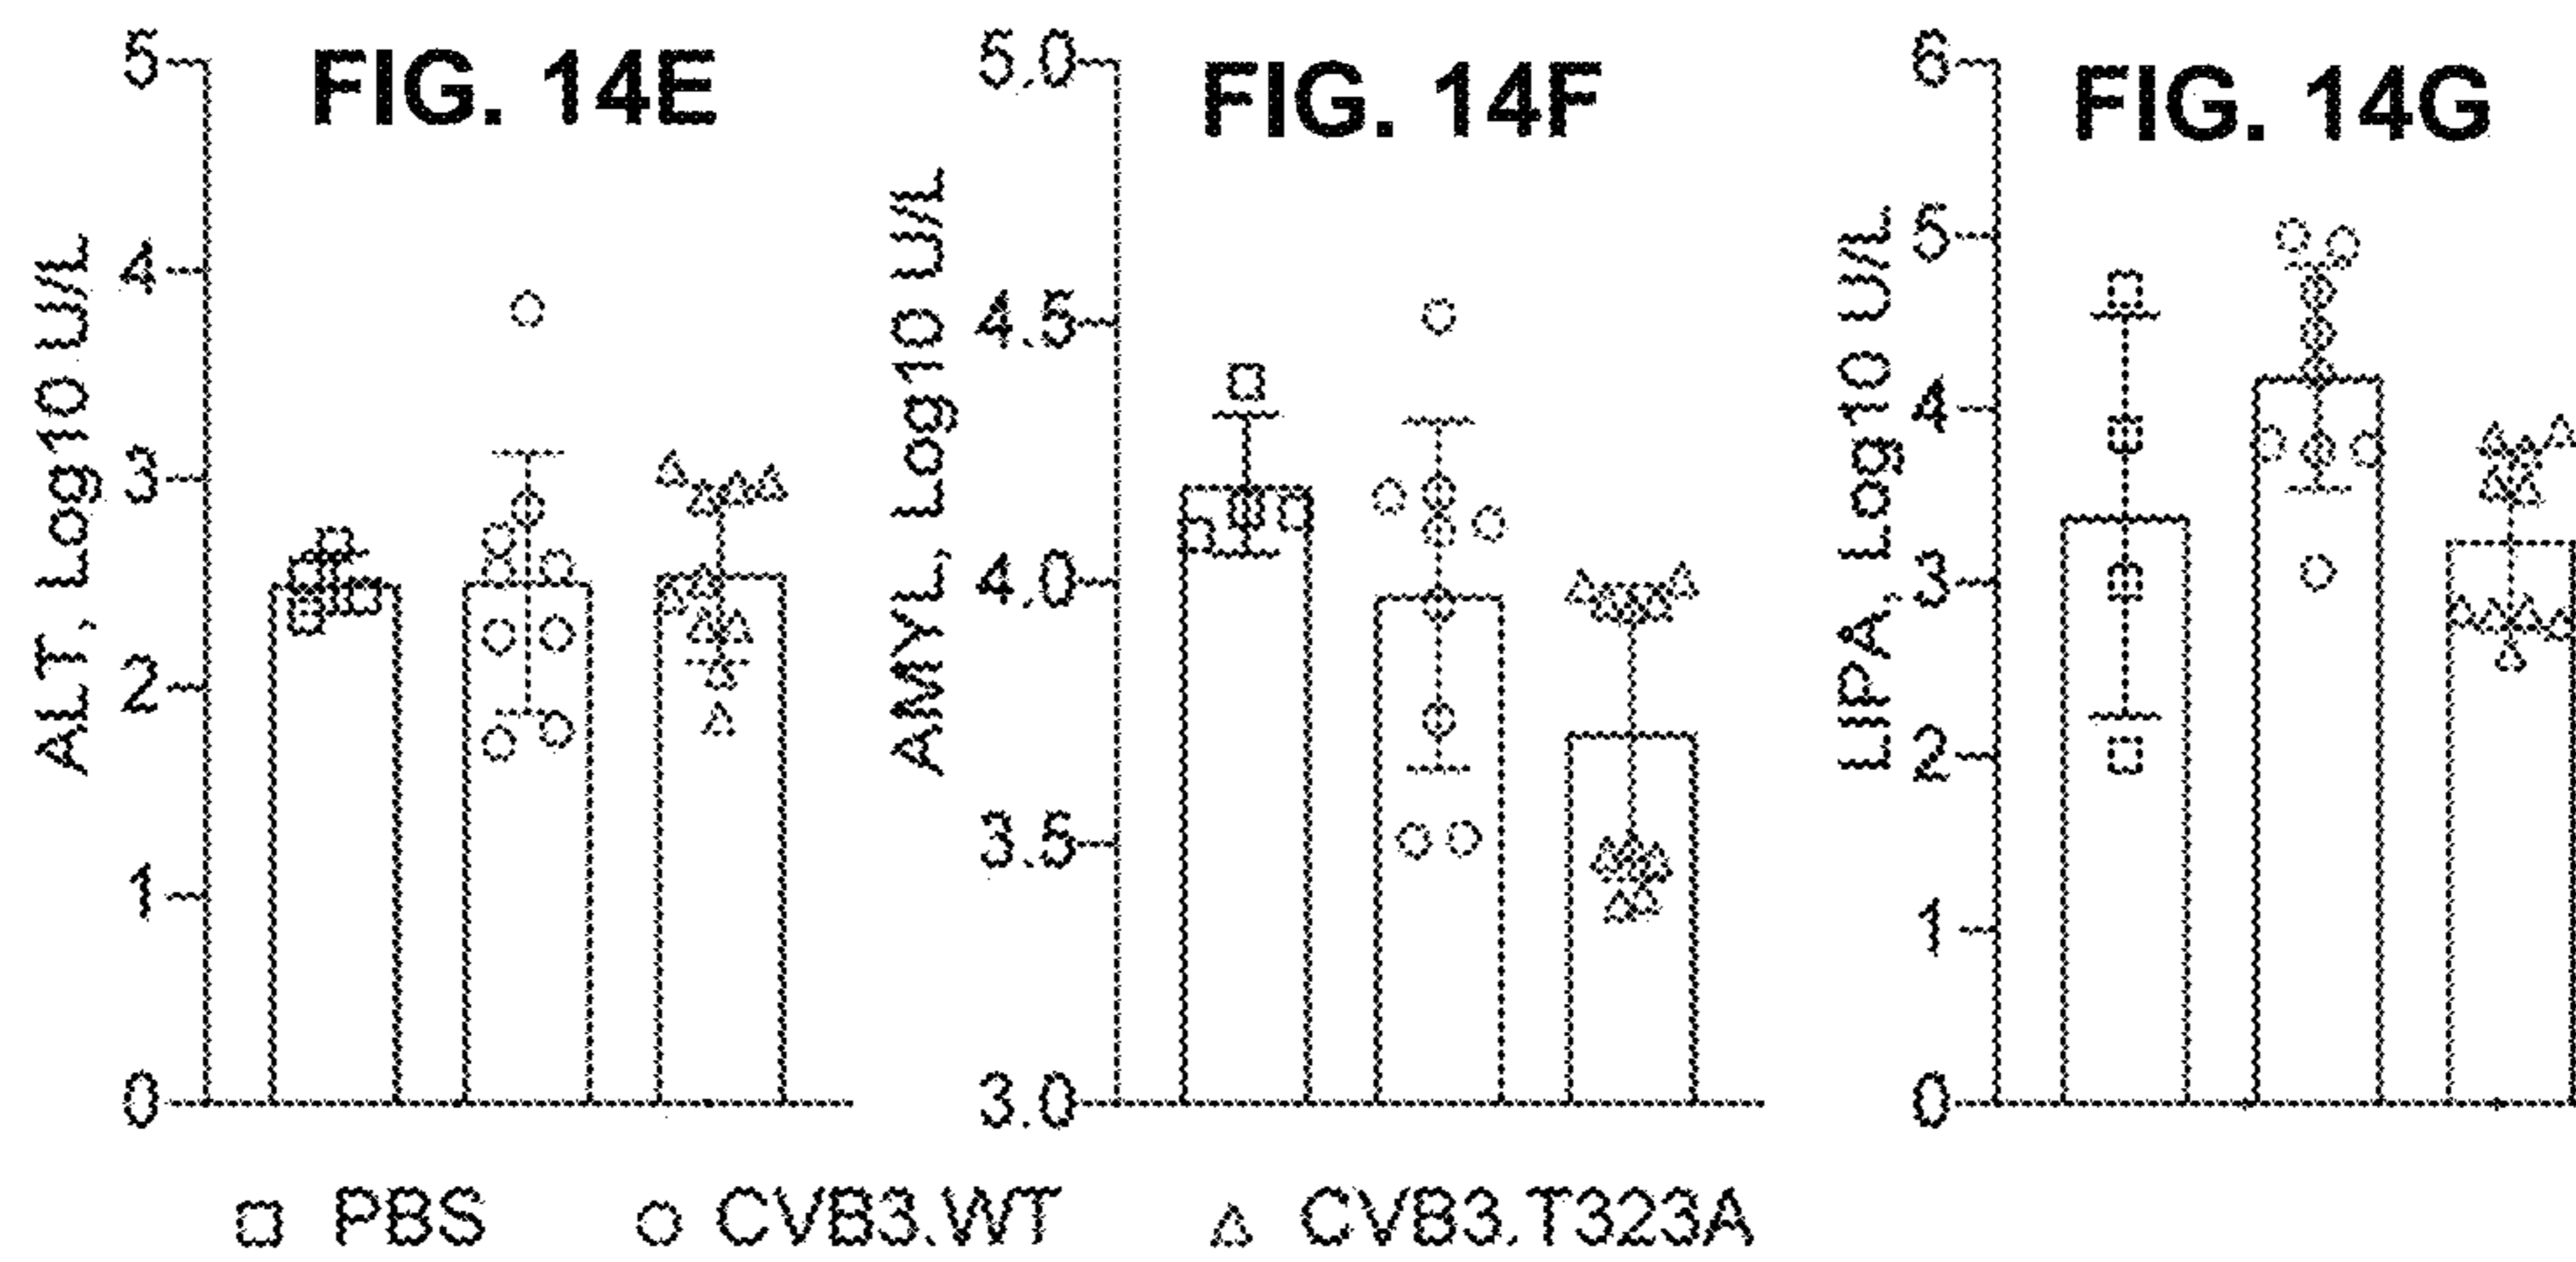 FIG. 14E
ALT, Log10 U/L
5
4
3
2
1
0
FIG. 14F
AMYL, Log10 U/L
5.0
4.5
4.0
3.5
3.0
FIG. 14G
LIPA, Log10 U/L
6
5
4
3
2
1
0
PBS CVB3.WT CVB3.T323A